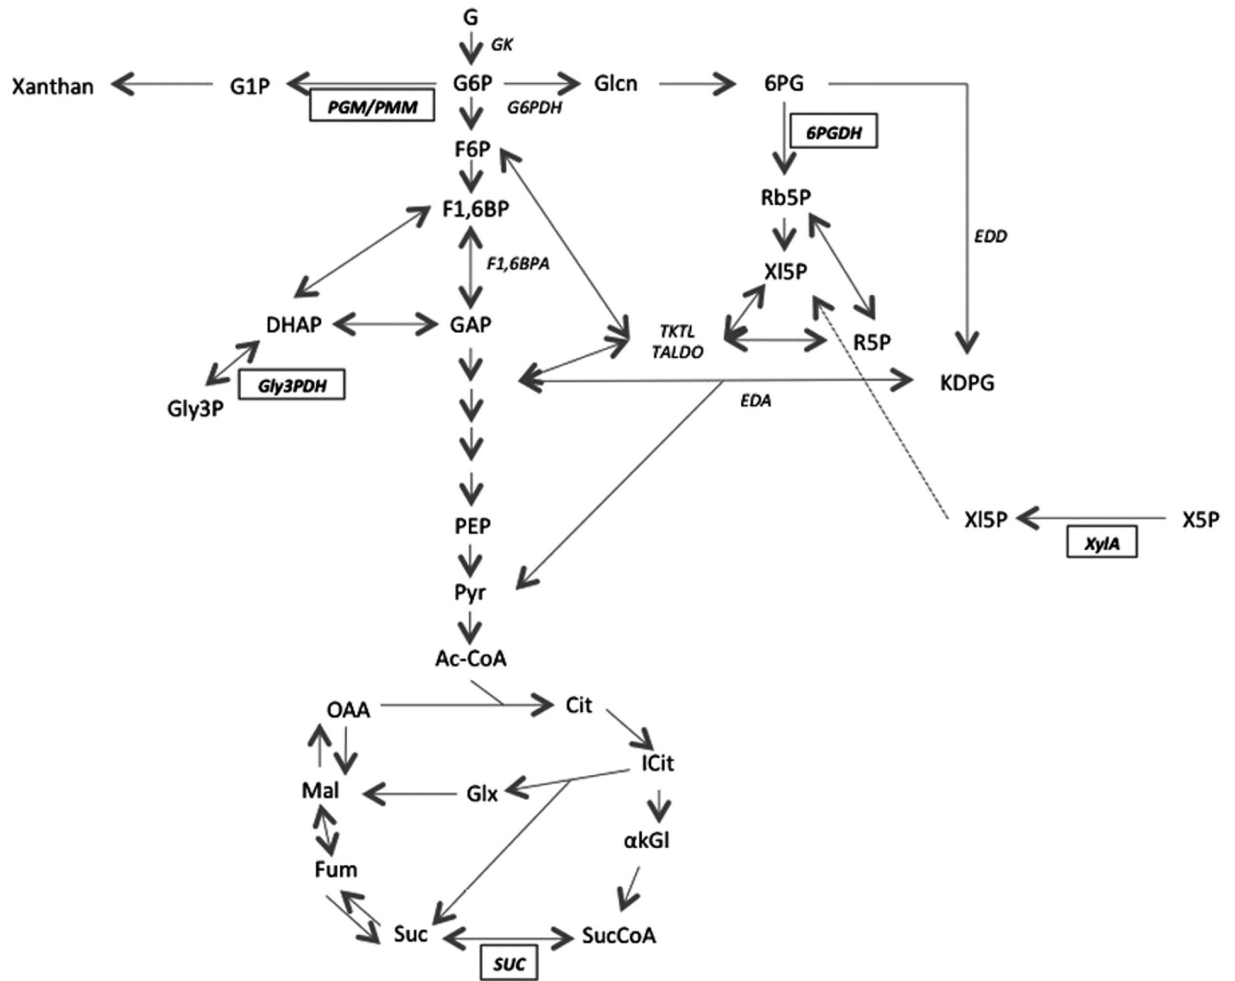 G
GK
Xanthan
G1P
G6P
Glcn
6PG
PGM/PMM
G6PDH
6PGDH
F6P
Rb5P
F1,6BP
EDD
F1,6BPA
Xl5P
DHAP
GAP
TKTL
TALDO
R5P
Gly3PDH
KDPG
Gly3P
EDA
PEP
Xl5P
X5P
XylA
Pyr
Ac-CoA
OAA
Cit
ICit
Mal
Glx
αkGl
Fum
Suc
SucCoA
SUC